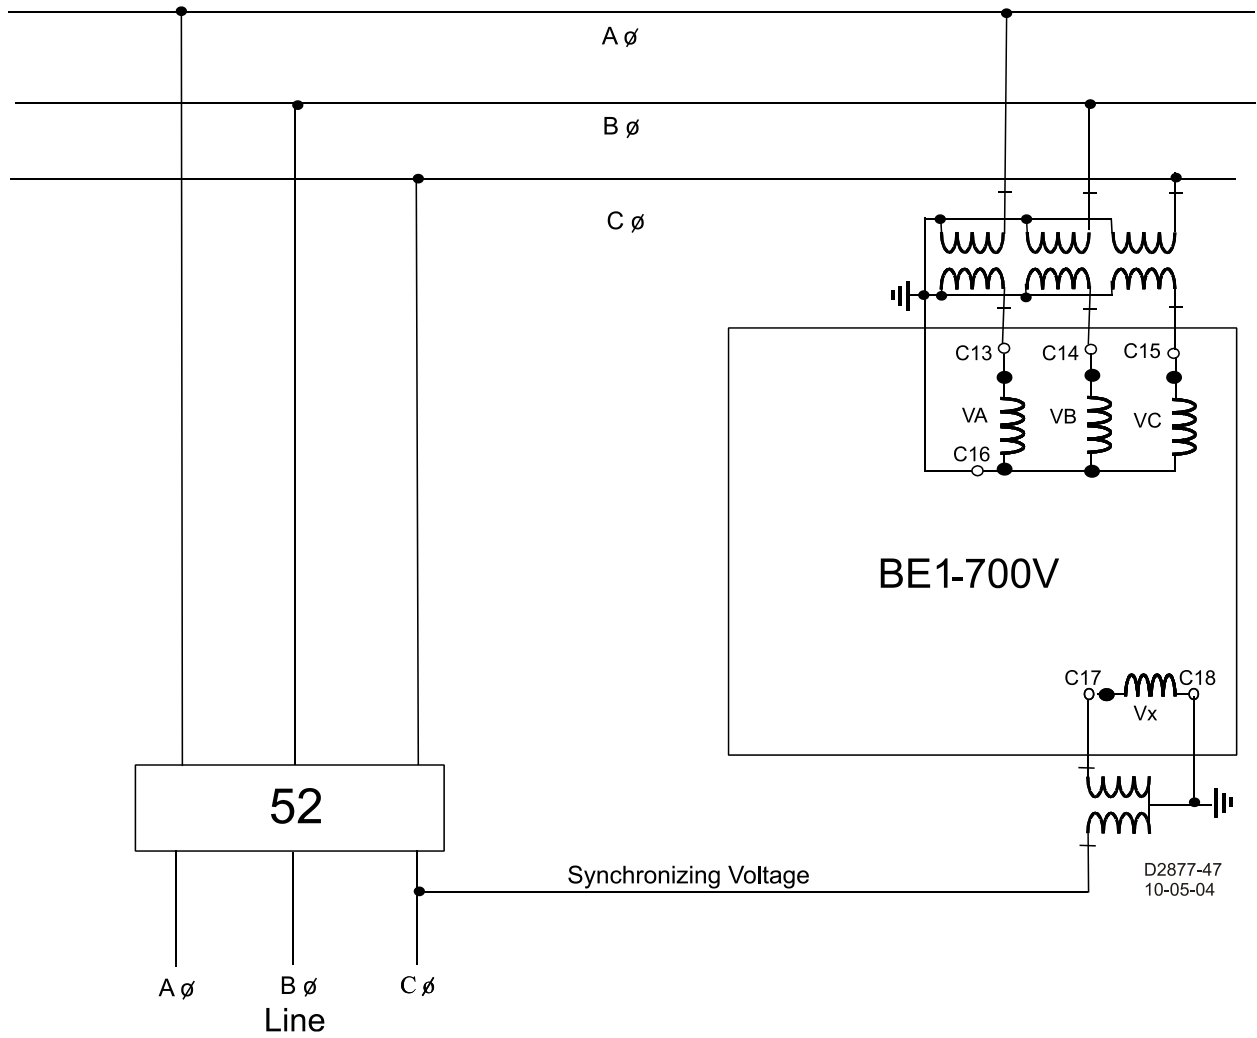 A ø
B ø
C ø
C13
C14
C15
VA
VB
VC
C16
BE1-700V
C17
C18
Vx
52
Synchronizing Voltage
D2877-47
10-05-04
A ø
B ø
C ø
Line